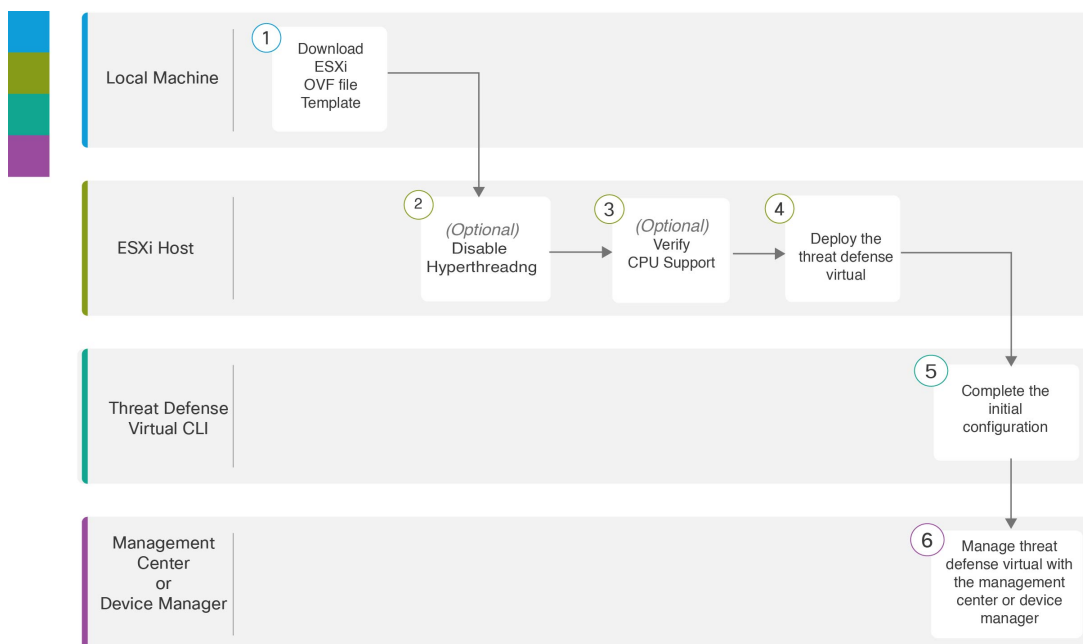 Local Machine
1
Download
ESXi
OVF file
Template
ESXi Host
2
(Optional)
Disable
Hyperthreadng
3
(Optional)
Verify
CPU Support
4
Deploy the
threat defense
virtual
Threat Defense
Virtual CLI
5
Complete the
initial
configuration
Management
Center
or
Device Manager
6
Manage threat
defense virtual with
the management
center or device
manager